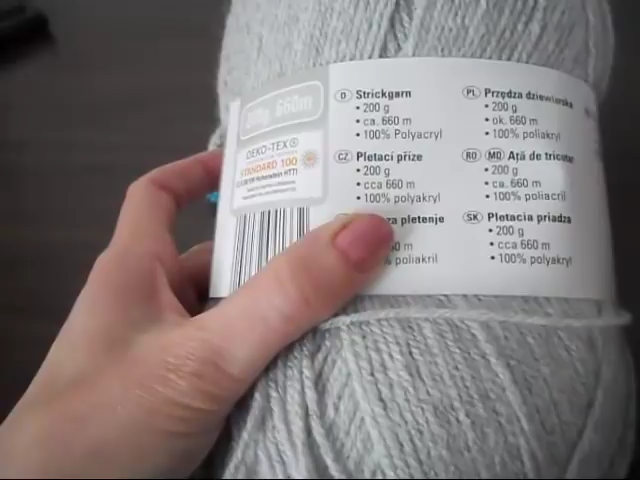 200g, 660m
OEKO-TEX®
STANDARD 100
D Strickgarn
• 200 g
• ca. 660 m
• 100% Polyacryl
CZ Pletací příze
• 200 g
• cca 660 m
• 100% polyakryl
za pletenje
0 m
% poliakril
PL Przędza dziewiarska
• 200 g
• ok. 660 m
• 100% poliakryl
RO MD Aţă de tricotat
• 200 g
• ca. 660 m
• 100% poliacril
SK Pletacia priadza
• 200 g
• cca 660 m
• 100% polyakryl